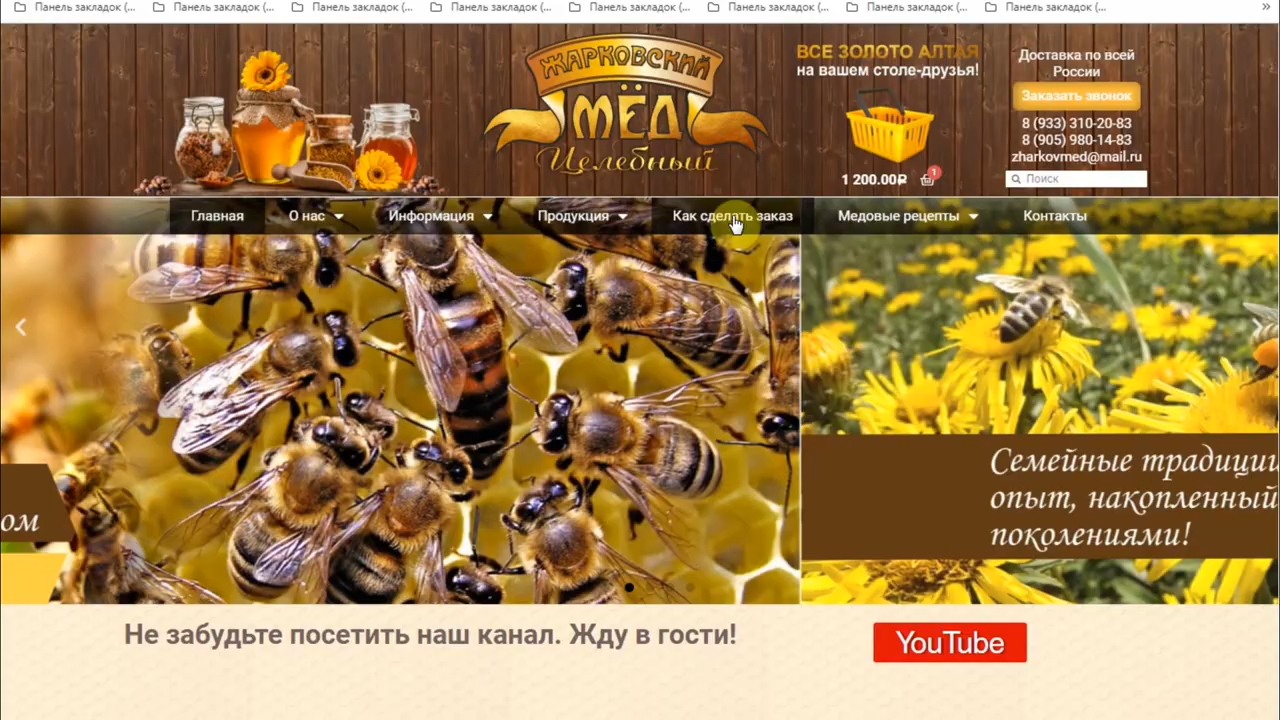 Панель закладок (... Панель закладок (... Панель закладок (... Панель закладок (... Панель закладок (... Панель закладок (... Панель закладок (... Панель закладок (... »
ЖАРКОВСКИЙ
МЁД
Целебный
ВСЕ ЗОЛОТО АЛТАЯ
на вашем столе-друзья!
1 200.00₽ 1
Доставка по всей
России
Заказать звонок
8 (933) 310-20-83
8 (905) 980-14-83
zharkovmed@mail.ru
Поиск
Главная О нас Информация Продукция Как сделать заказ Медовые рецепты Контакты
ом
Семейные традиции
опыт, накопленный
поколениями!
Не забудьте посетить наш канал. Жду в гости!
YouTube